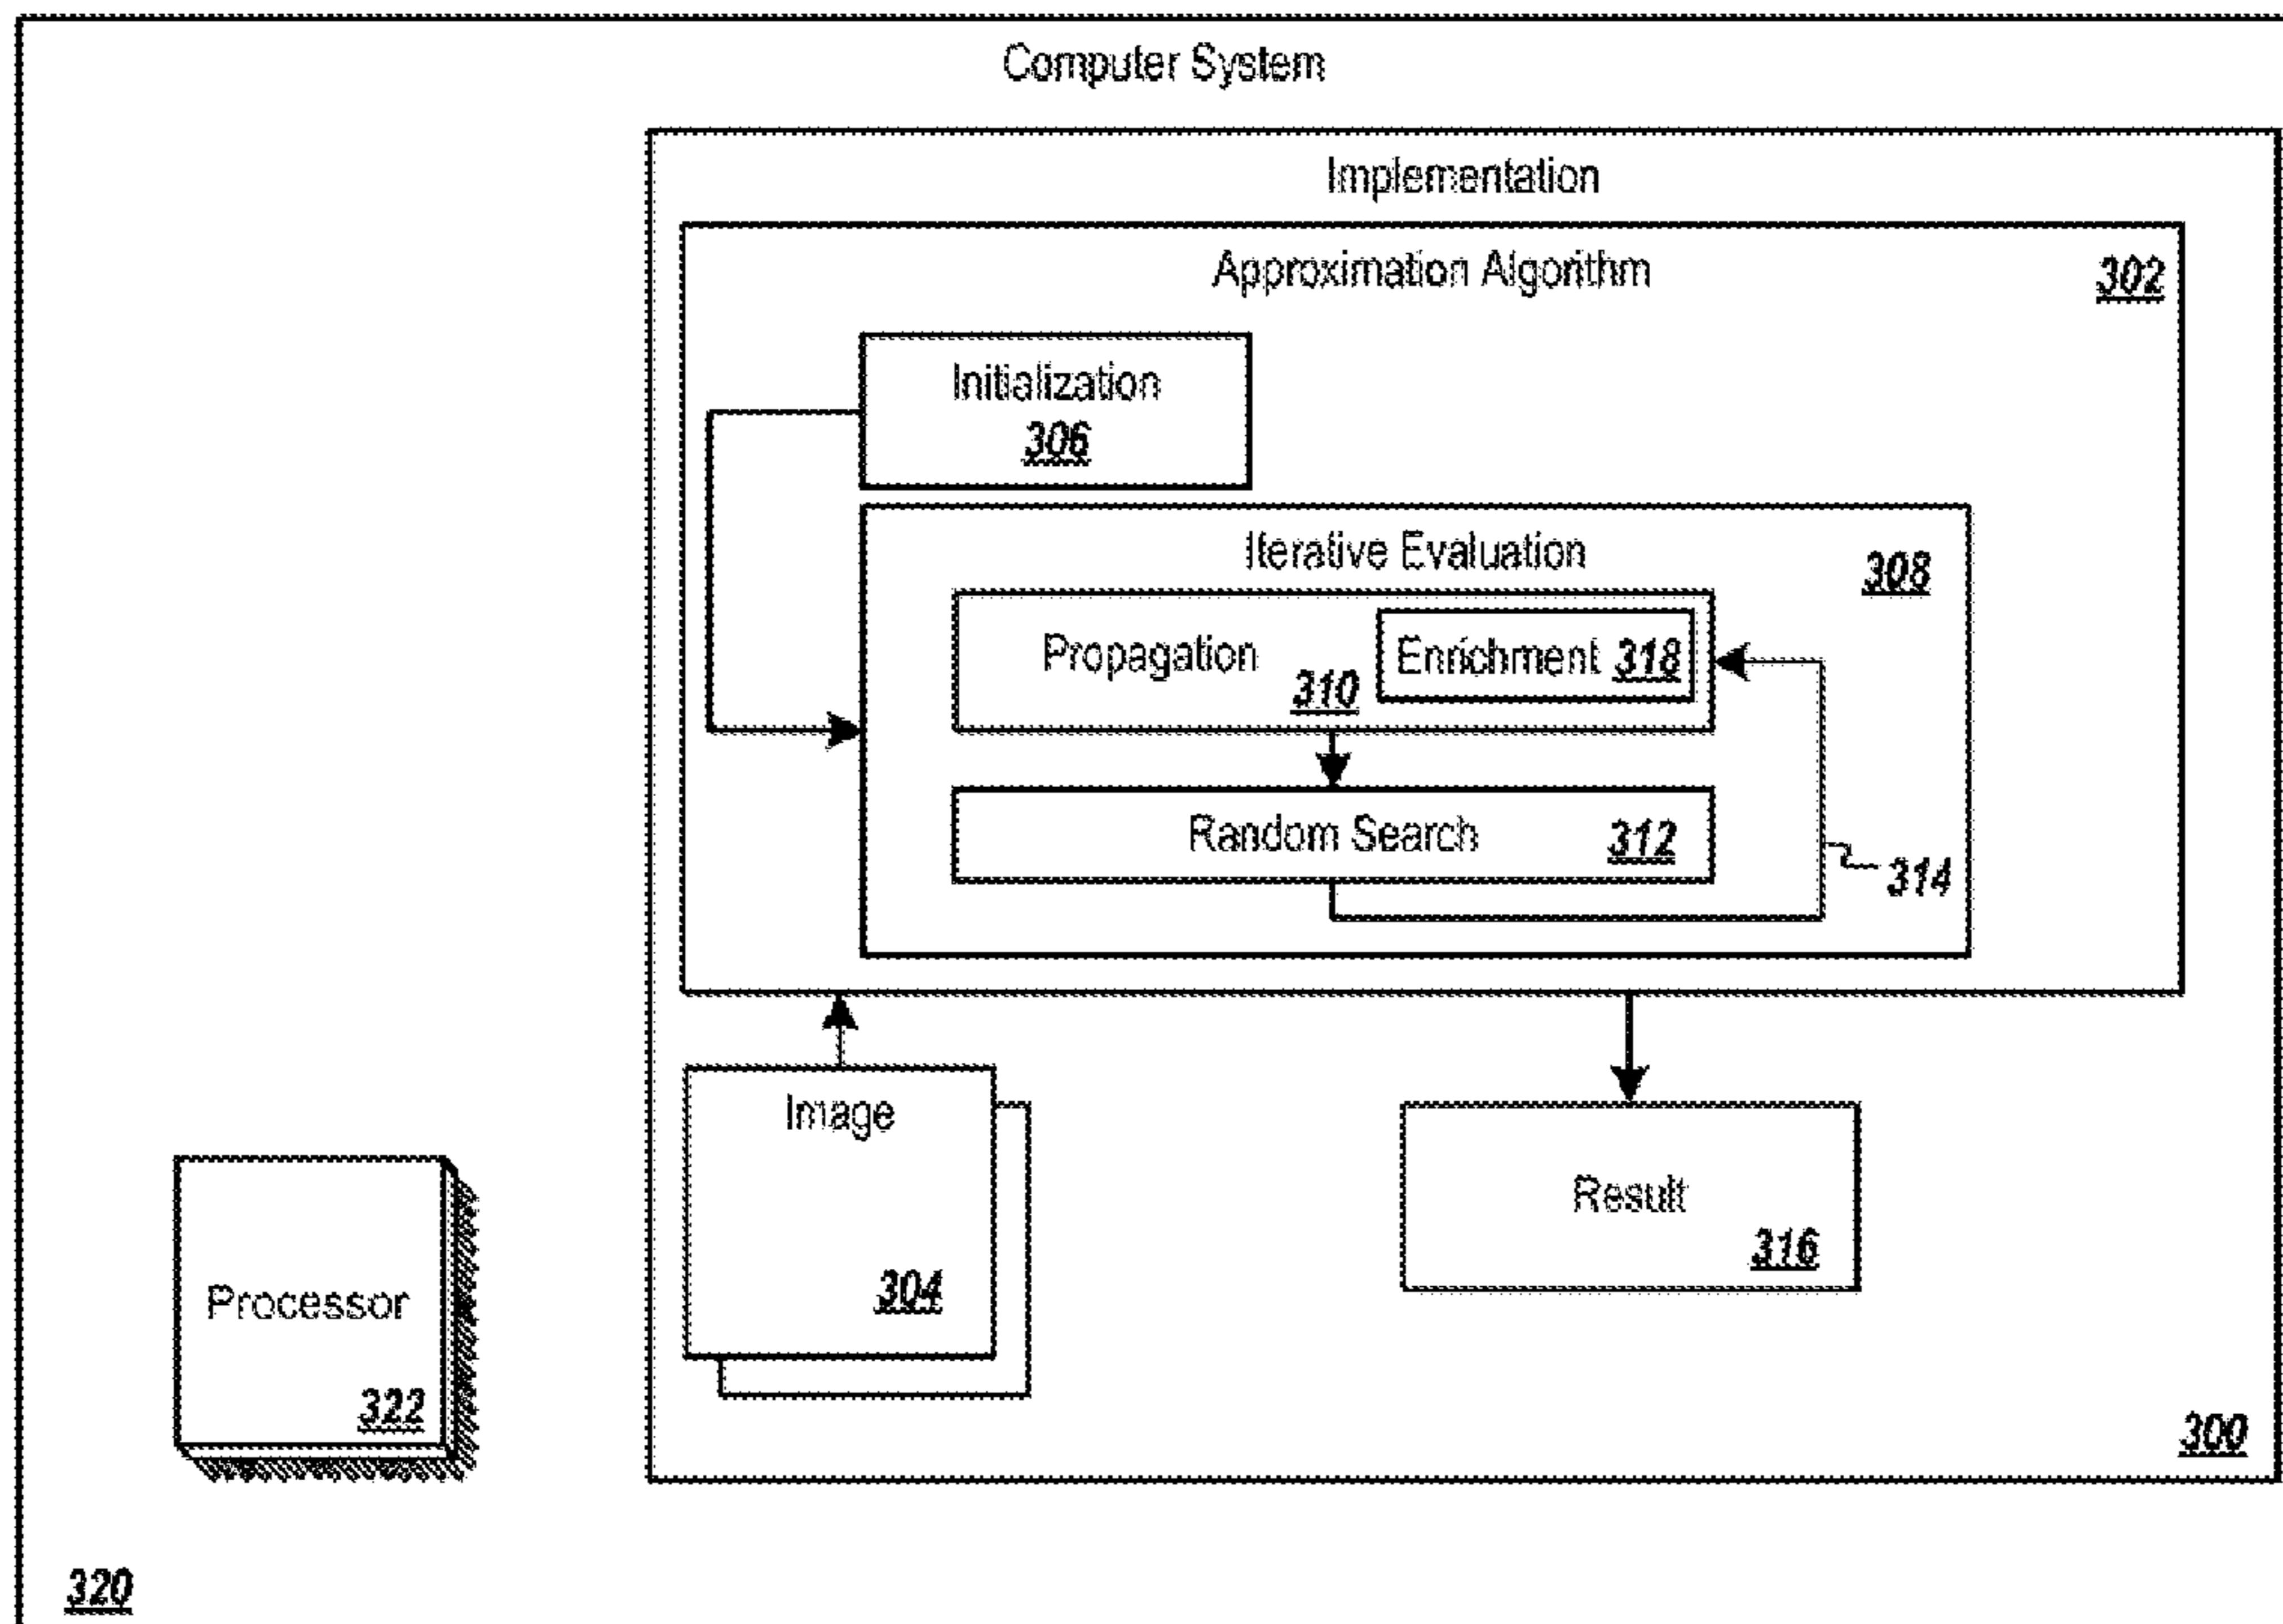 Computer System
Implementation
Approximation Algorithm
302
Initialization
306
Iterative Evaluation
308
Propagation
310
Enrichment 318
Random Search 312
314
Image
304
Result
316
Processor
322
300
320